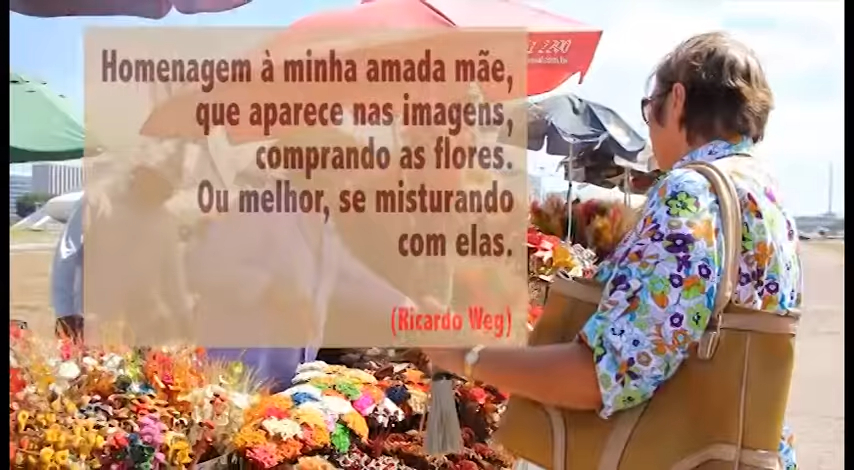 Homenagem à minha amada mãe,
que aparece nas imagens,
comprando as flores.
Ou melhor, se misturando
com elas.
(Ricardo Weg)